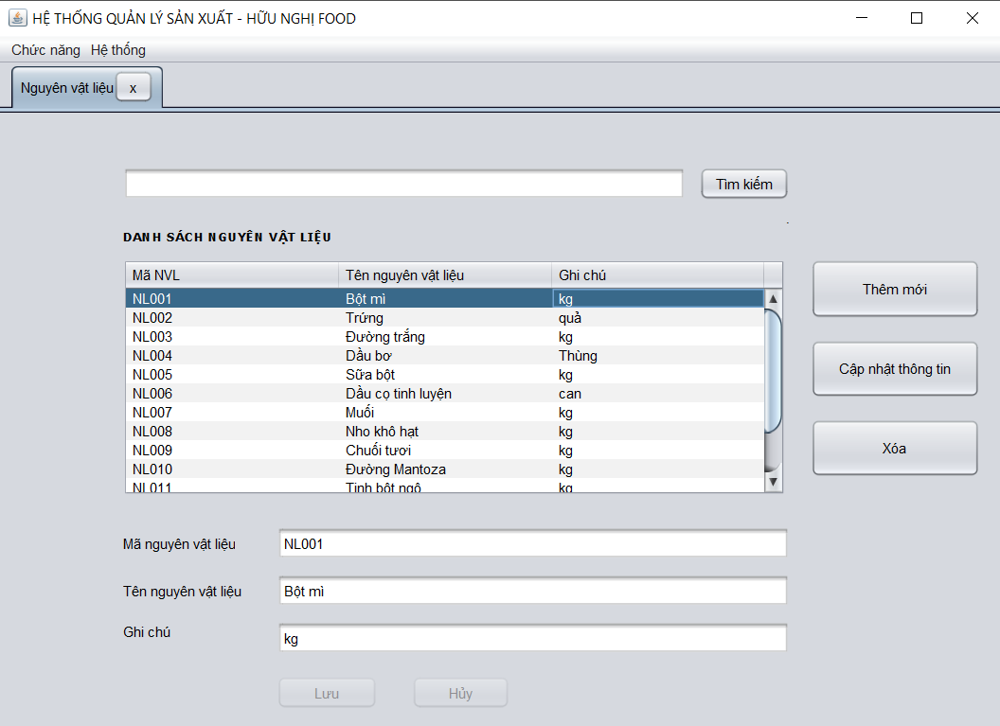 HỆ THỐNG QUẢN LÝ SẢN XUẤT - HỮU NGHỊ FOOD
Chức năng Hệ thống
Nguyên vật liệu x
Tìm kiếm
DANH SÁCH NGUYÊN VẬT LIỆU
Mã NVL Tên nguyên vật liệu Ghi chú
NL001 Bột mì kg
NL002 Trứng quả
NL003 Đường trắng kg
NL004 Dầu bơ Thùng
NL005 Sữa bột kg
NL006 Dầu cọ tinh luyện can
NL007 Muối kg
NL008 Nho khô hạt kg
NL009 Chuối tươi kg
NL010 Đường Mantoza kg
NL011 Tinh bột ngô kg
Thêm mới
Cập nhật thông tin
Xóa
Mã nguyên vật liệu NL001
Tên nguyên vật liệu Bột mì
Ghi chú kg
Lưu Hủy